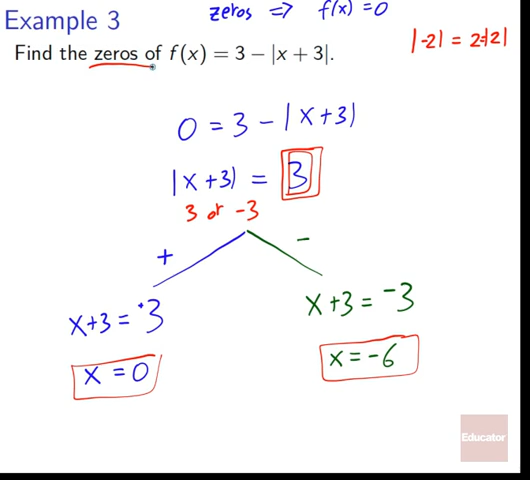 Example 3
zeros ⇒ f(x) = 0
Find the zeros of f(x) = 3 − |x + 3|.
|-2| = 2 = |2|
0 = 3 - |x+3|
|x+3| = 3
3 or -3
+ -
x+3 = +3
x+3 = -3
x = 0
x = -6
Educator